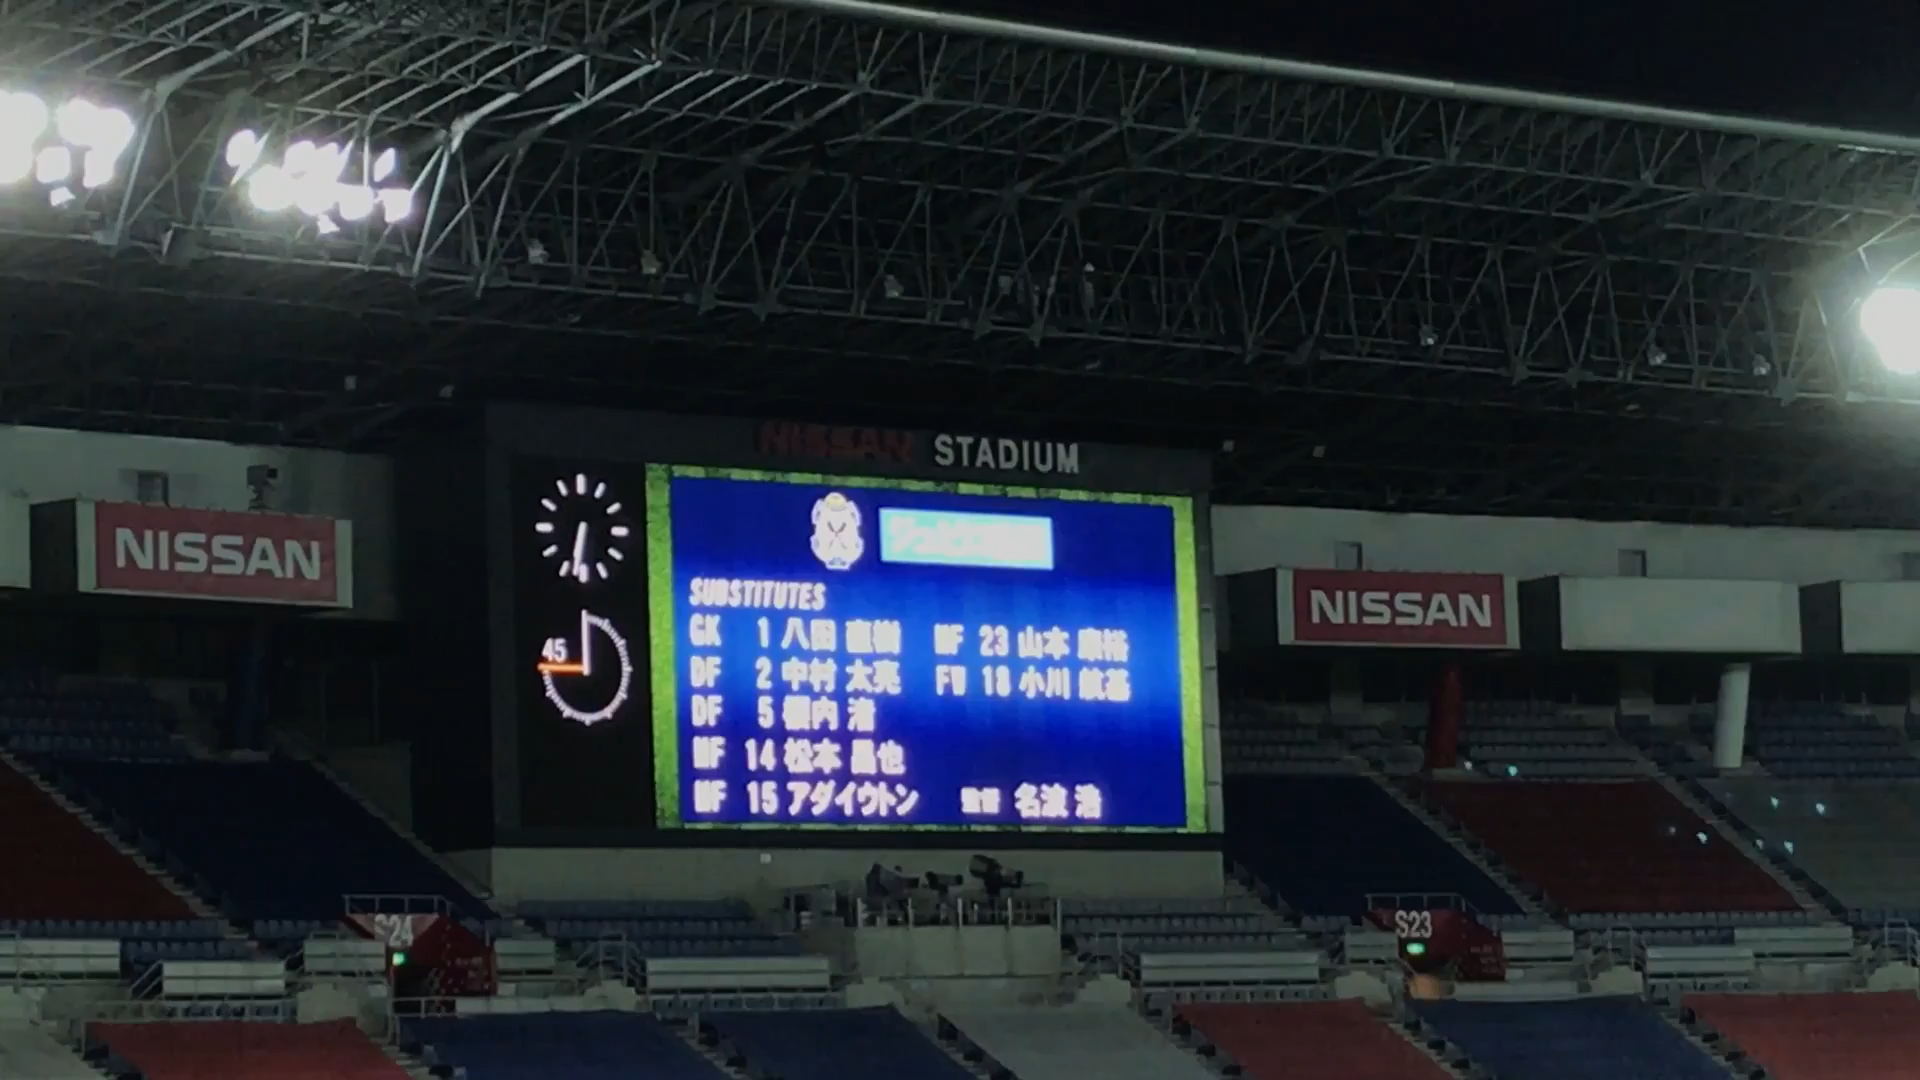 NISSAN STADIUM
NISSAN
NISSAN
45
SUBSTITUTES
GK 1 八田 直樹 MF 23 山本 康裕
DF 2 中村 太亮 FW 18 小川 航基
DF 5 櫻内 渚
MF 14 松本 昌也
MF 15 アダイウトン 監督 名波 浩
S24
S23